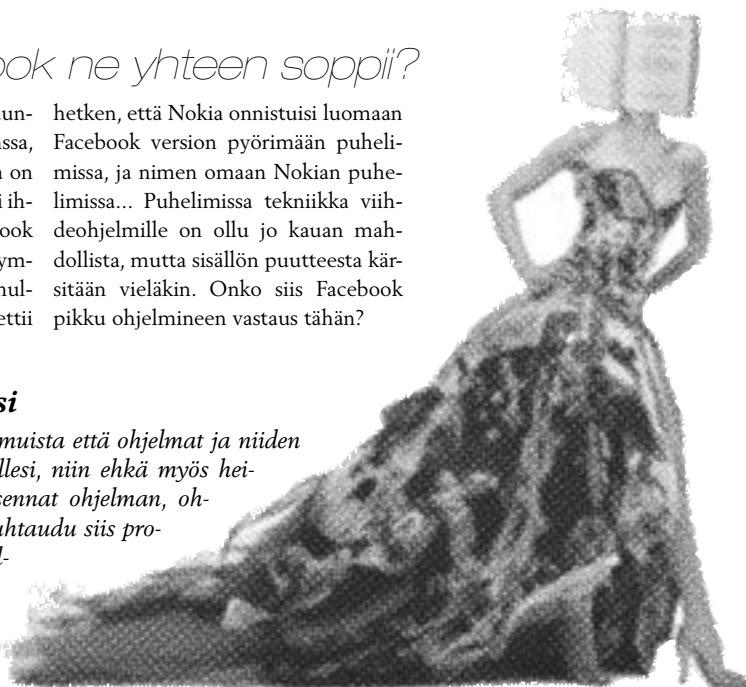 ook ne yhteen soppii?
un-
ssa,
on
i ih-
ook
ym-
nul-
ettii
hetken, että Nokia onnistuisi luomaan
Facebook version pyörimään puheli-
missa, ja nimen omaan Nokian puhe-
limissa... Puhelimissa tekniikka viih-
deohjelmille on ollu jo kauan mah-
dollista, mutta sisällön puutteesta kär-
sitään vieläkin. Onko siis Facebook
pikku ohjelmineen vastaus tähän?
si
muista että ohjelmat ja niiden
llesi, niin ehkä myös hei-
sennat ohjelman, oh-
uhtaudu siis pro-
l-